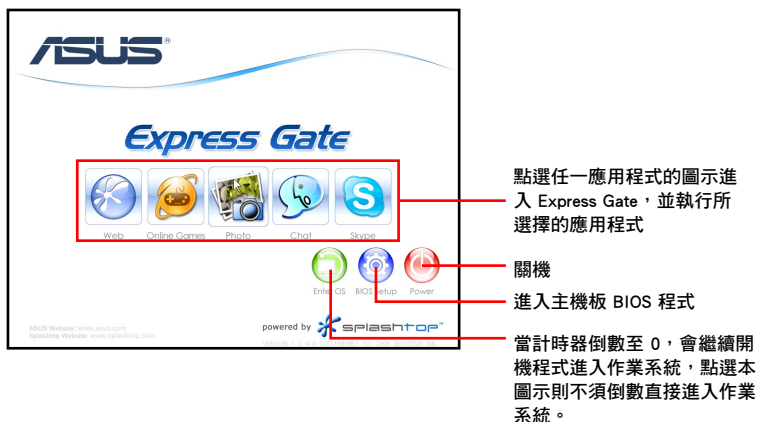 ASUS®
Express Gate
Web Online Games Photo Chat Skype
Enter OS BIOS Setup Power
ASUS Website: www.asus.com
Splashtop Website: www.splashtop.com
powered by splashtop™
點選任一應用程式的圖示進
入 Express Gate，並執行所
選擇的應用程式
關機
進入主機板 BIOS 程式
當計時器倒數至 0，會繼續開
機程式進入作業系統，點選本
圖示則不須倒數直接進入作業
系統。